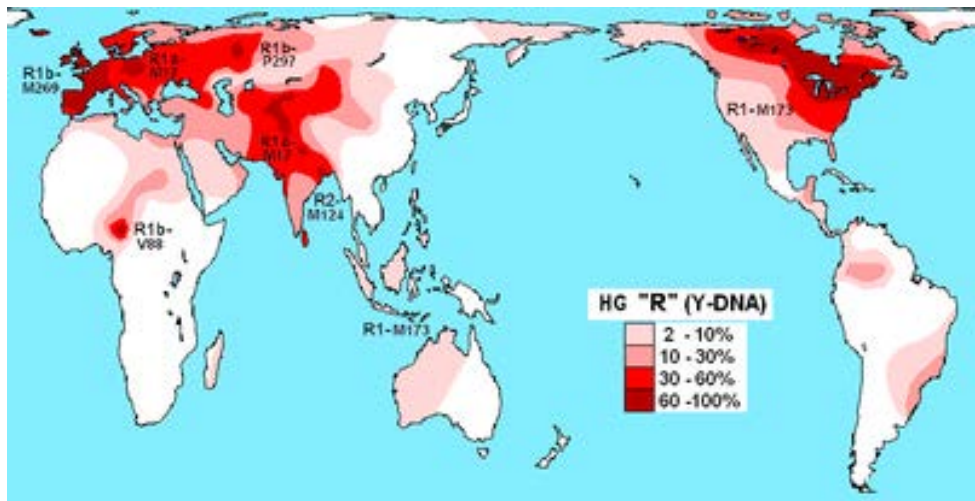 R1b-
M269
R1a-
M17
R1b-
P297
R1a-
M17
R2-
M124
R1b-
V88
R1-M173
R1-M173
HG "R" (Y-DNA)
2 - 10%
10 - 30%
30 - 60%
60 -100%